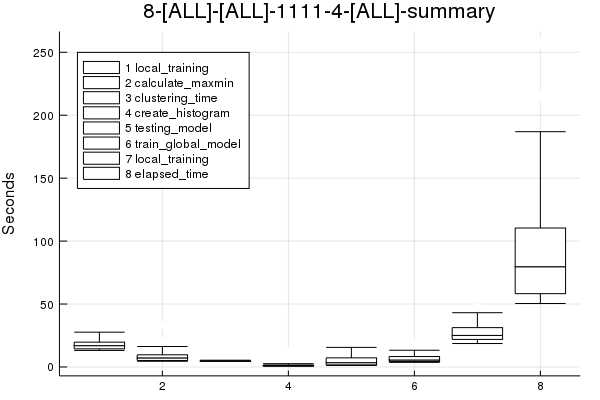 8-[ALL]-[ALL]-1111-4-[ALL]-summary
250
200
150
100
50
0
Seconds
1 local_training
2 calculate_maxmin
3 clustering_time
4 create_histogram
5 testing_model
6 train_global_model
7 local_training
8 elapsed_time
2 4 6 8